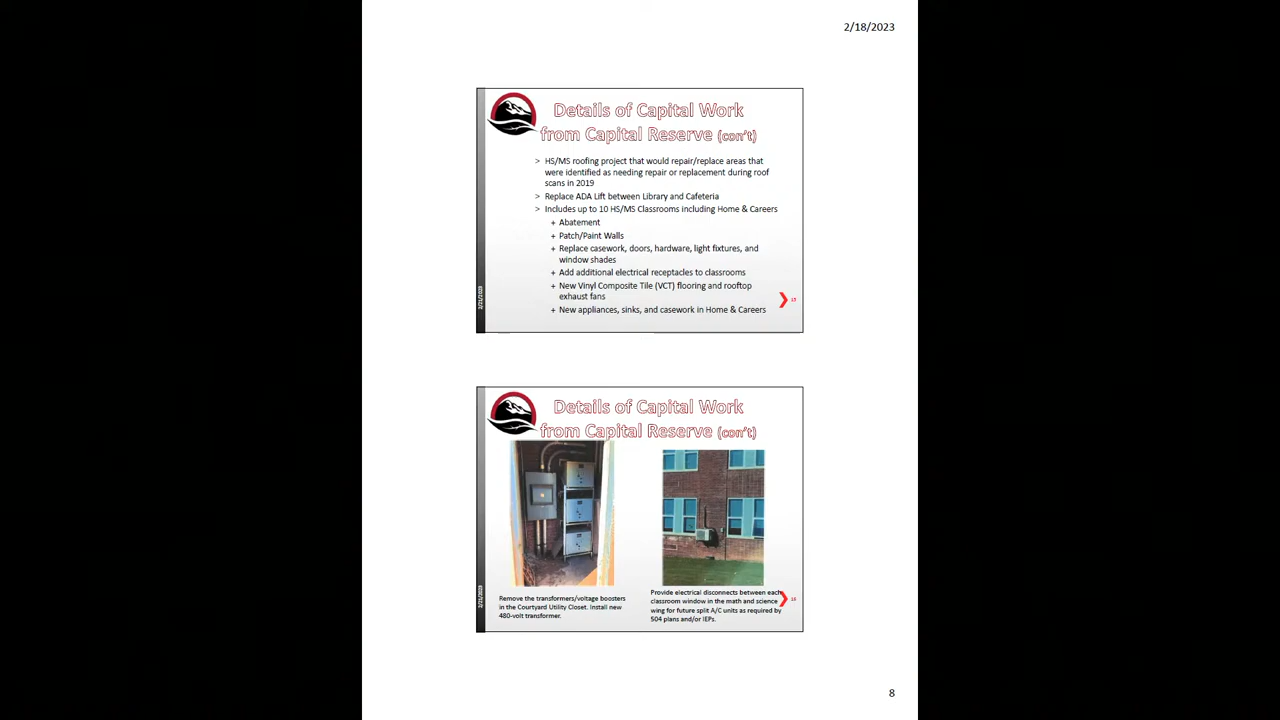 2/18/2023
Details of Capital Work
from Capital Reserve (con't)
> HS/MS roofing project that would repair/replace areas that
were identified as needing repair or replacement during roof
scans in 2019
> Replace ADA Lift between Library and Cafeteria
> Includes up to 10 HS/MS Classrooms including Home & Careers
+ Abatement
+ Patch/Paint Walls
+ Replace casework, doors, hardware, light fixtures, and
window shades
+ Add additional electrical receptacles to classrooms
+ New Vinyl Composite Tile (VCT) flooring and rooftop
exhaust fans
+ New appliances, sinks, and casework in Home & Careers
Details of Capital Work
from Capital Reserve (con't)
Remove the transformers/voltage boosters
in the Courtyard Utility Closet. Install new
480-volt transformer.
Provide electrical disconnects between each
classroom window in the math and science
wing for future split A/C units as required by
504 plans and/or IEPs.
8